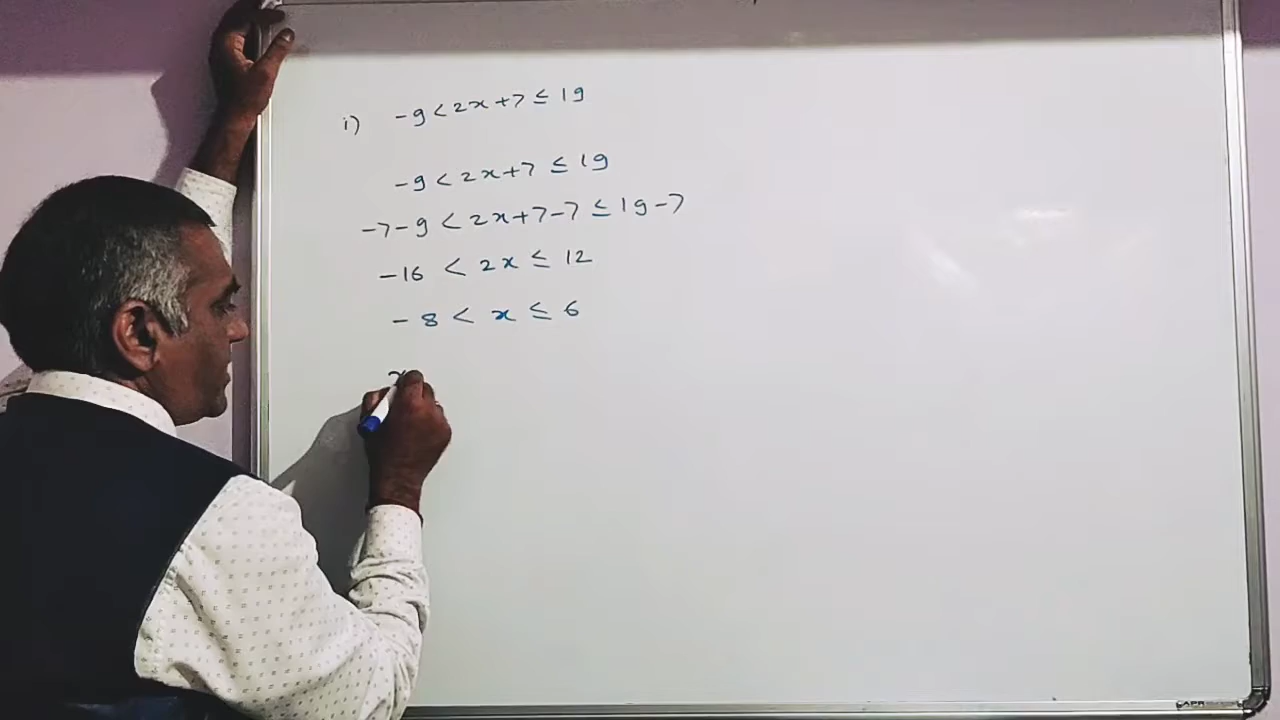 i) -9 < 2x + 7 ≤ 19
-9 < 2x + 7 ≤ 19
-7 - 9 < 2x + 7 - 7 ≤ 19 - 7
-16 < 2x ≤ 12
-8 < x ≤ 6
x